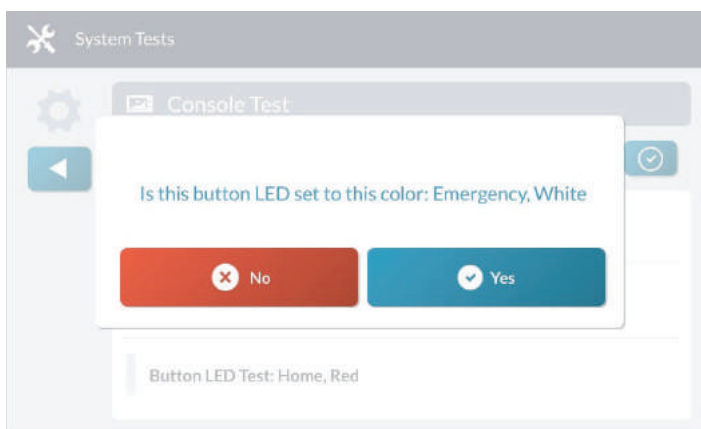 System Tests
Console Test
Is this button LED set to this color: Emergency, White
No
Yes
Button LED Test: Home, Red